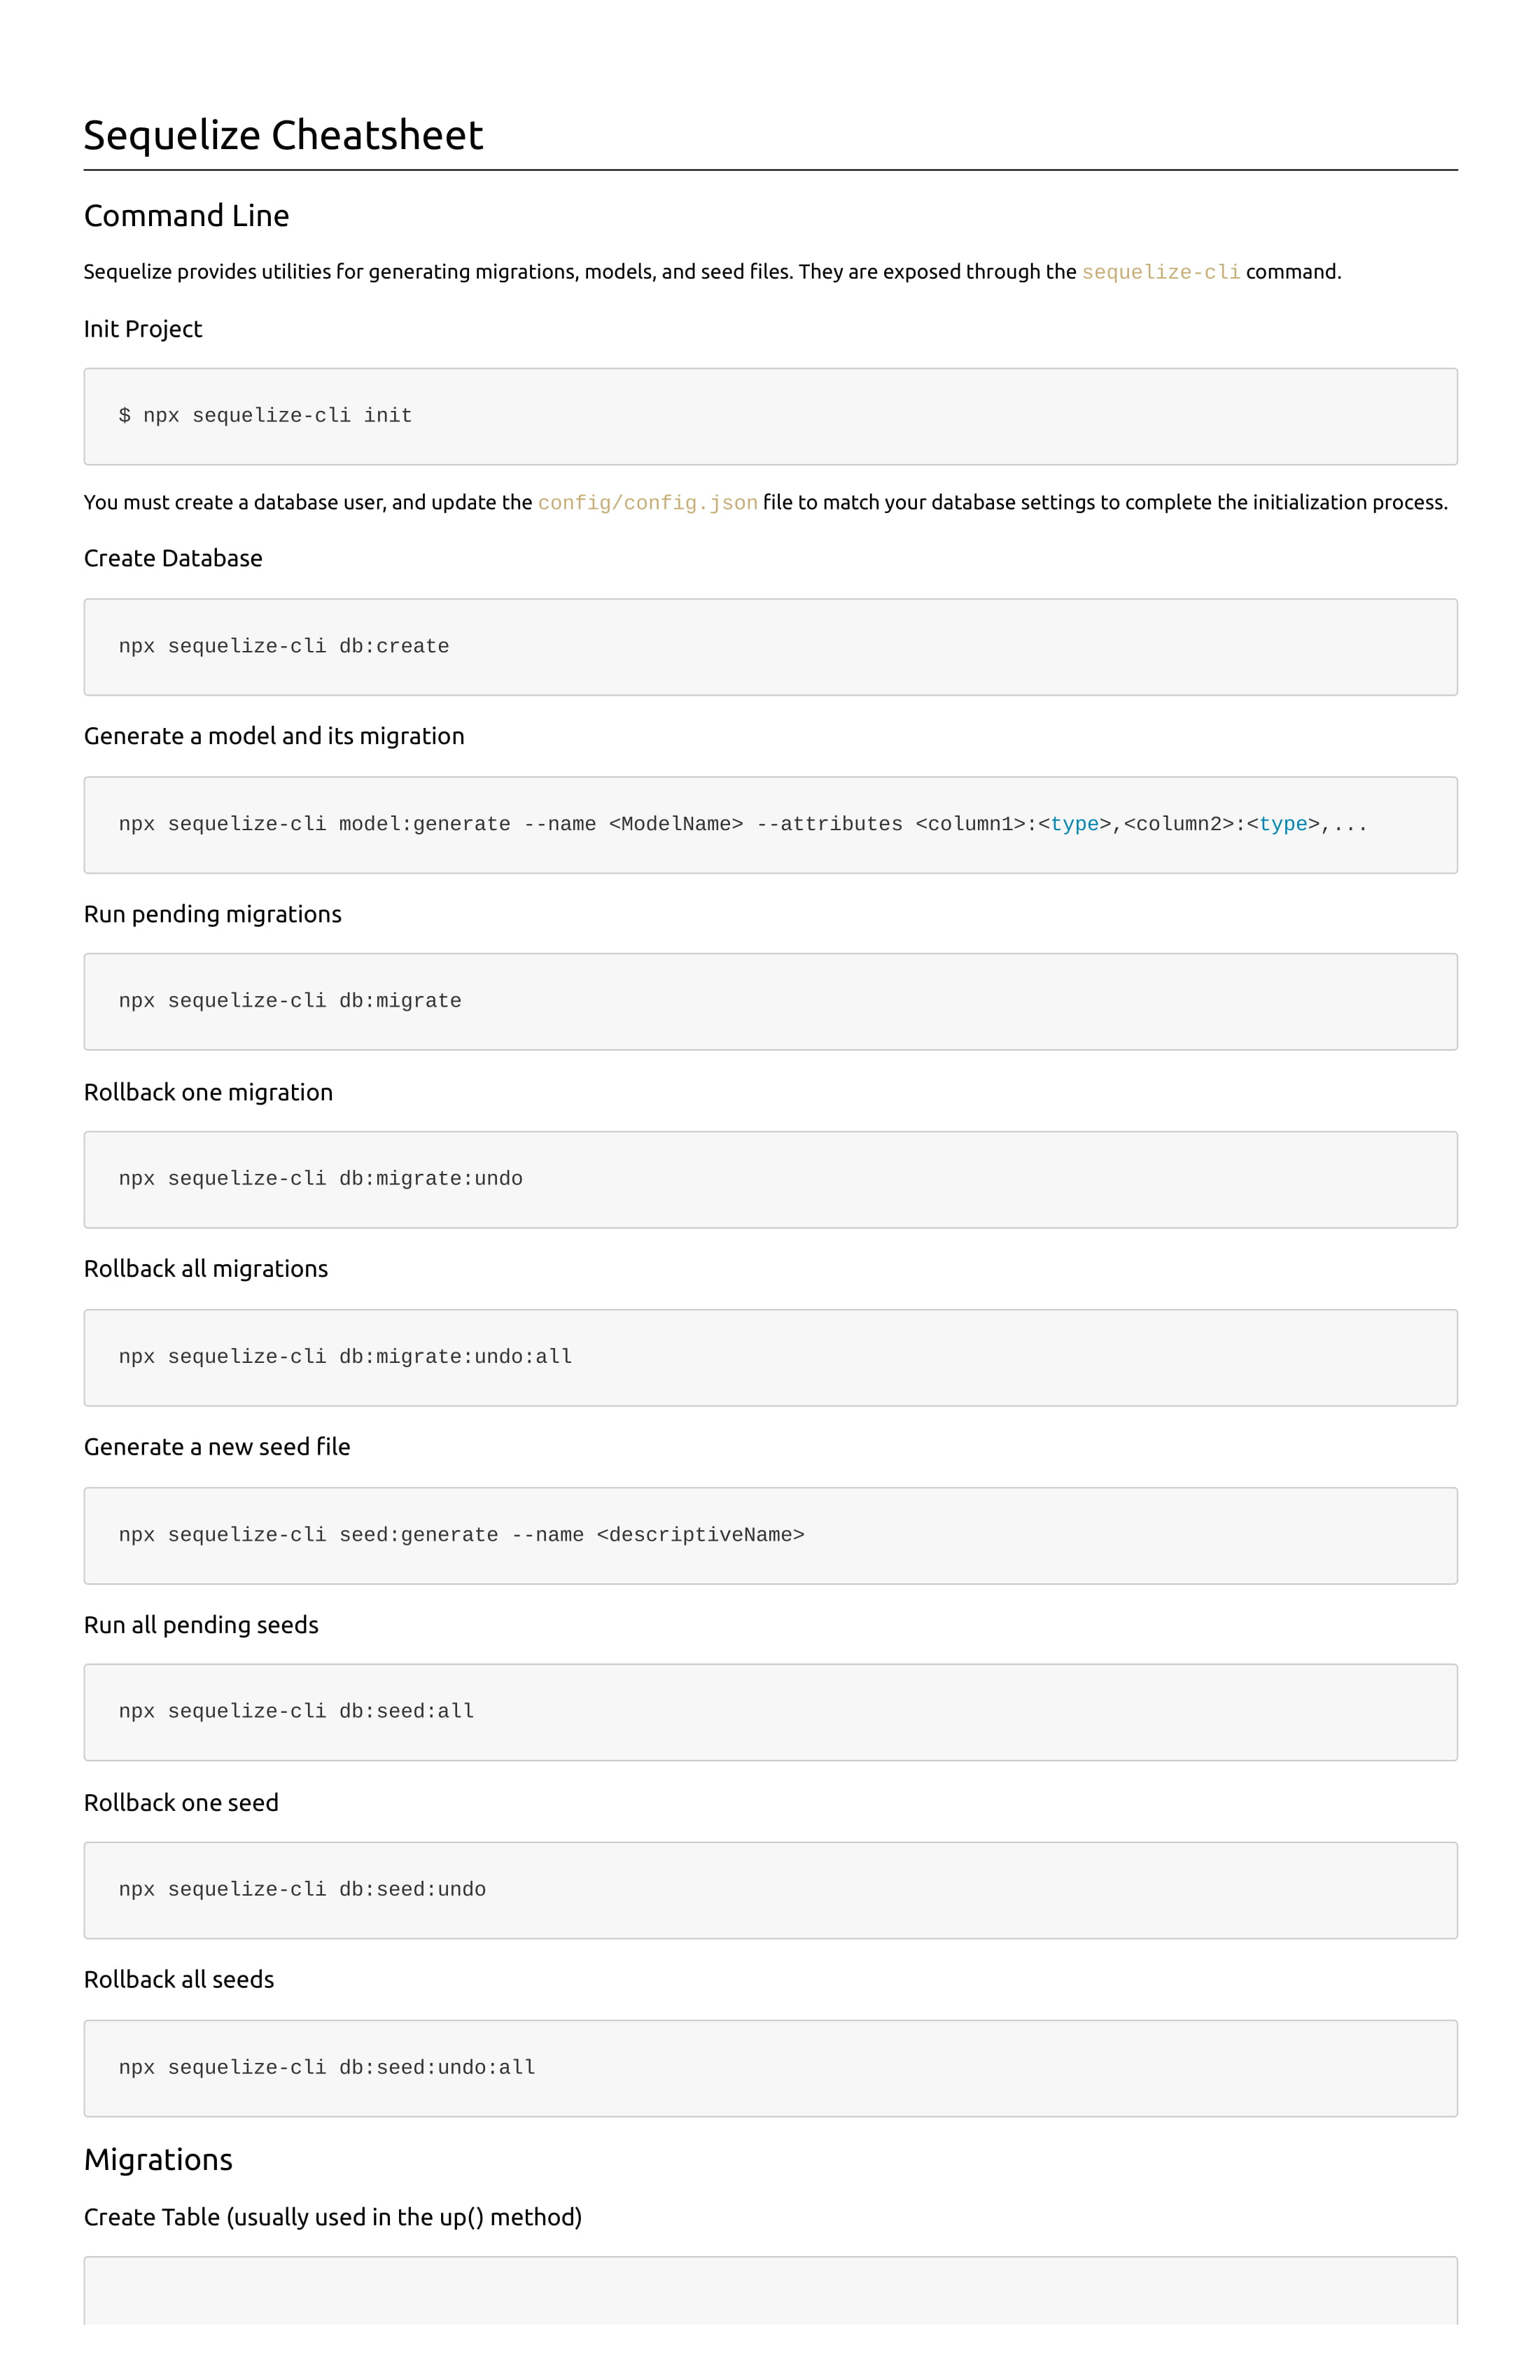 Sequelize Cheatsheet
Command Line
Sequelize provides utilities for generating migrations, models, and seed files. They are exposed through the sequelize-cli command.
Init Project
$ npx sequelize-cli init
You must create a database user, and update the config/config.json file to match your database settings to complete the initialization process.
Create Database
npx sequelize-cli db:create
Generate a model and its migration
npx sequelize-cli model:generate --name <ModelName> --attributes <column1>:<type>,<column2>:<type>,...
Run pending migrations
npx sequelize-cli db:migrate
Rollback one migration
npx sequelize-cli db:migrate:undo
Rollback all migrations
npx sequelize-cli db:migrate:undo:all
Generate a new seed file
npx sequelize-cli seed:generate --name <descriptiveName>
Run all pending seeds
npx sequelize-cli db:seed:all
Rollback one seed
npx sequelize-cli db:seed:undo
Rollback all seeds
npx sequelize-cli db:seed:undo:all
Migrations
Create Table (usually used in the up() method)